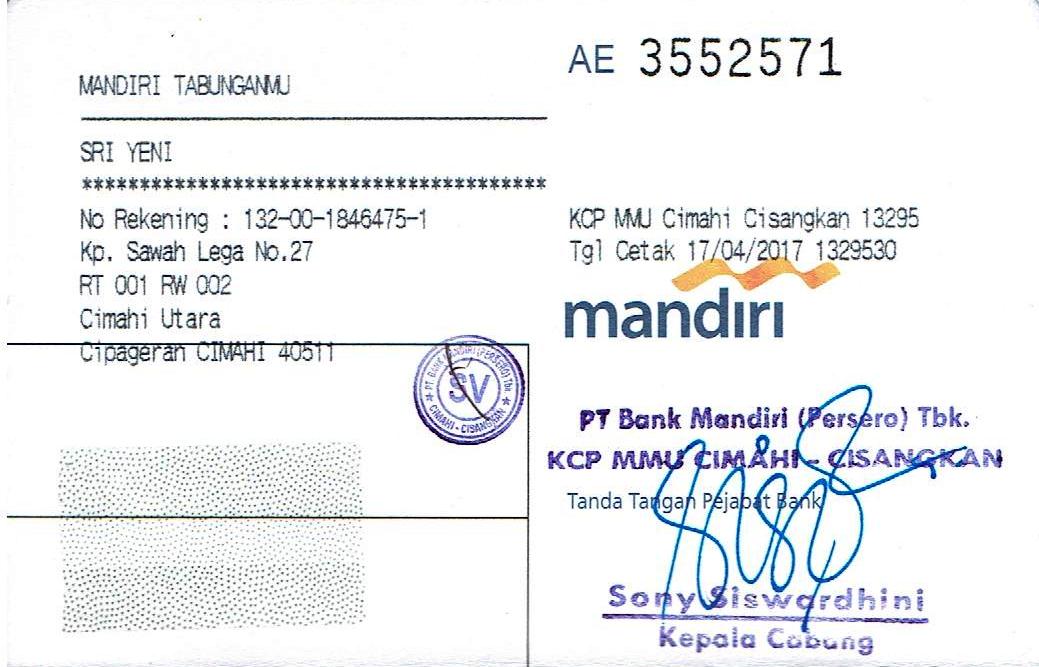 AE 3552571
MANDIRI TABUNGANMU
SRI YENI
****************************************
No Rekening : 132-00-1846475-1
Kp. Sawah Lega No.27
RT 001 RW 002
Cimahi Utara
Cipageran CIMAHI 40511
KCP MMU Cimahi Cisangkan 13295
Tgl Cetak 17/04/2017 1329530
mandiri
PT. BANK MANDIRI (PERSERO) Tbk.
SV
CIMAHI - CISANGKAN
PT Bank Mandiri (Persero) Tbk.
KCP MMU CIMAHI - CISANGKAN
Tanda Tangan Pejabat Bank
Sony Siswardhini
Kepala Cabang